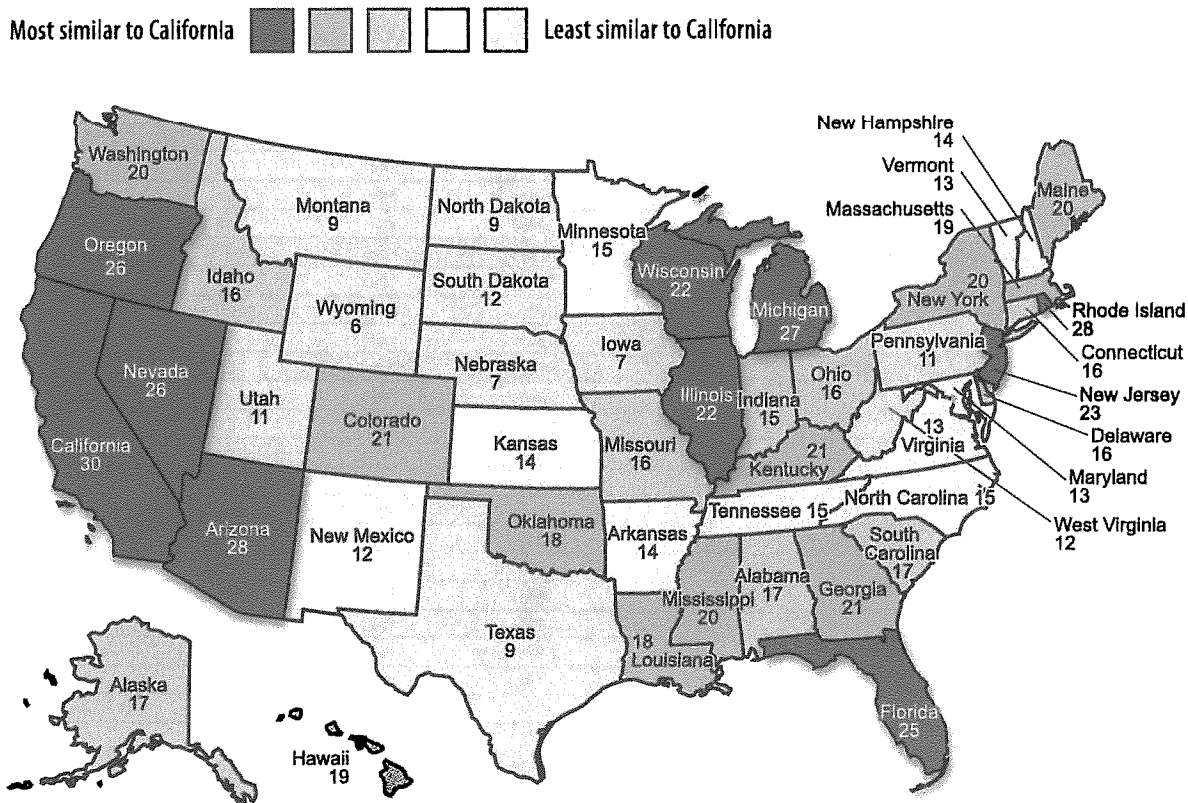 Most similar to California
Least similar to California
New Hampshire
14
Vermont
13
Massachusetts
19
Washington
20
Montana
9
North Dakota
9
Minnesota
15
Maine
20
Oregon
26
Idaho
16
South Dakota
12
Wisconsin
22
Michigan
27
20
New York
Rhode Island
28
Wyoming
6
Iowa
7
Pennsylvania
11
Connecticut
16
Nevada
26
Utah
11
Nebraska
7
Illinois
22
Indiana
15
Ohio
16
New Jersey
23
California
30
Colorado
21
Kansas
14
Missouri
16
21
Kentucky
13
Virginia
Delaware
16
Maryland
13
West Virginia
12
Arizona
28
New Mexico
12
Oklahoma
18
Arkansas
14
Tennessee 15
North Carolina 15
South
Carolina
17
Texas
9
18
Louisiana
Mississippi
20
Alabama
17
Georgia
21
Florida
25
Alaska
17
Hawaii
19